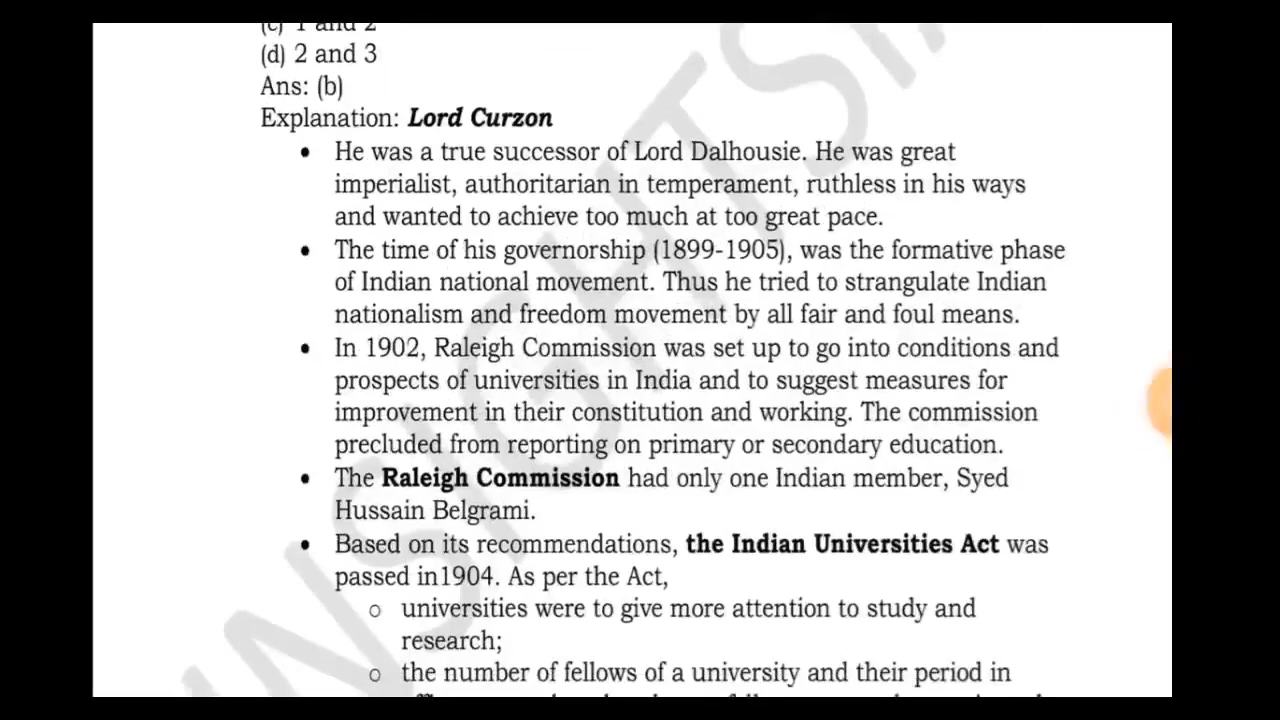 (c) 1 and 2
(d) 2 and 3
Ans: (b)
Explanation: Lord Curzon
• He was a true successor of Lord Dalhousie. He was great
imperialist, authoritarian in temperament, ruthless in his ways
and wanted to achieve too much at too great pace.
• The time of his governorship (1899-1905), was the formative phase
of Indian national movement. Thus he tried to strangulate Indian
nationalism and freedom movement by all fair and foul means.
• In 1902, Raleigh Commission was set up to go into conditions and
prospects of universities in India and to suggest measures for
improvement in their constitution and working. The commission
precluded from reporting on primary or secondary education.
• The Raleigh Commission had only one Indian member, Syed
Hussain Belgrami.
• Based on its recommendations, the Indian Universities Act was
passed in1904. As per the Act,
o universities were to give more attention to study and
research;
o the number of fellows of a university and their period in
INSIGHTSI